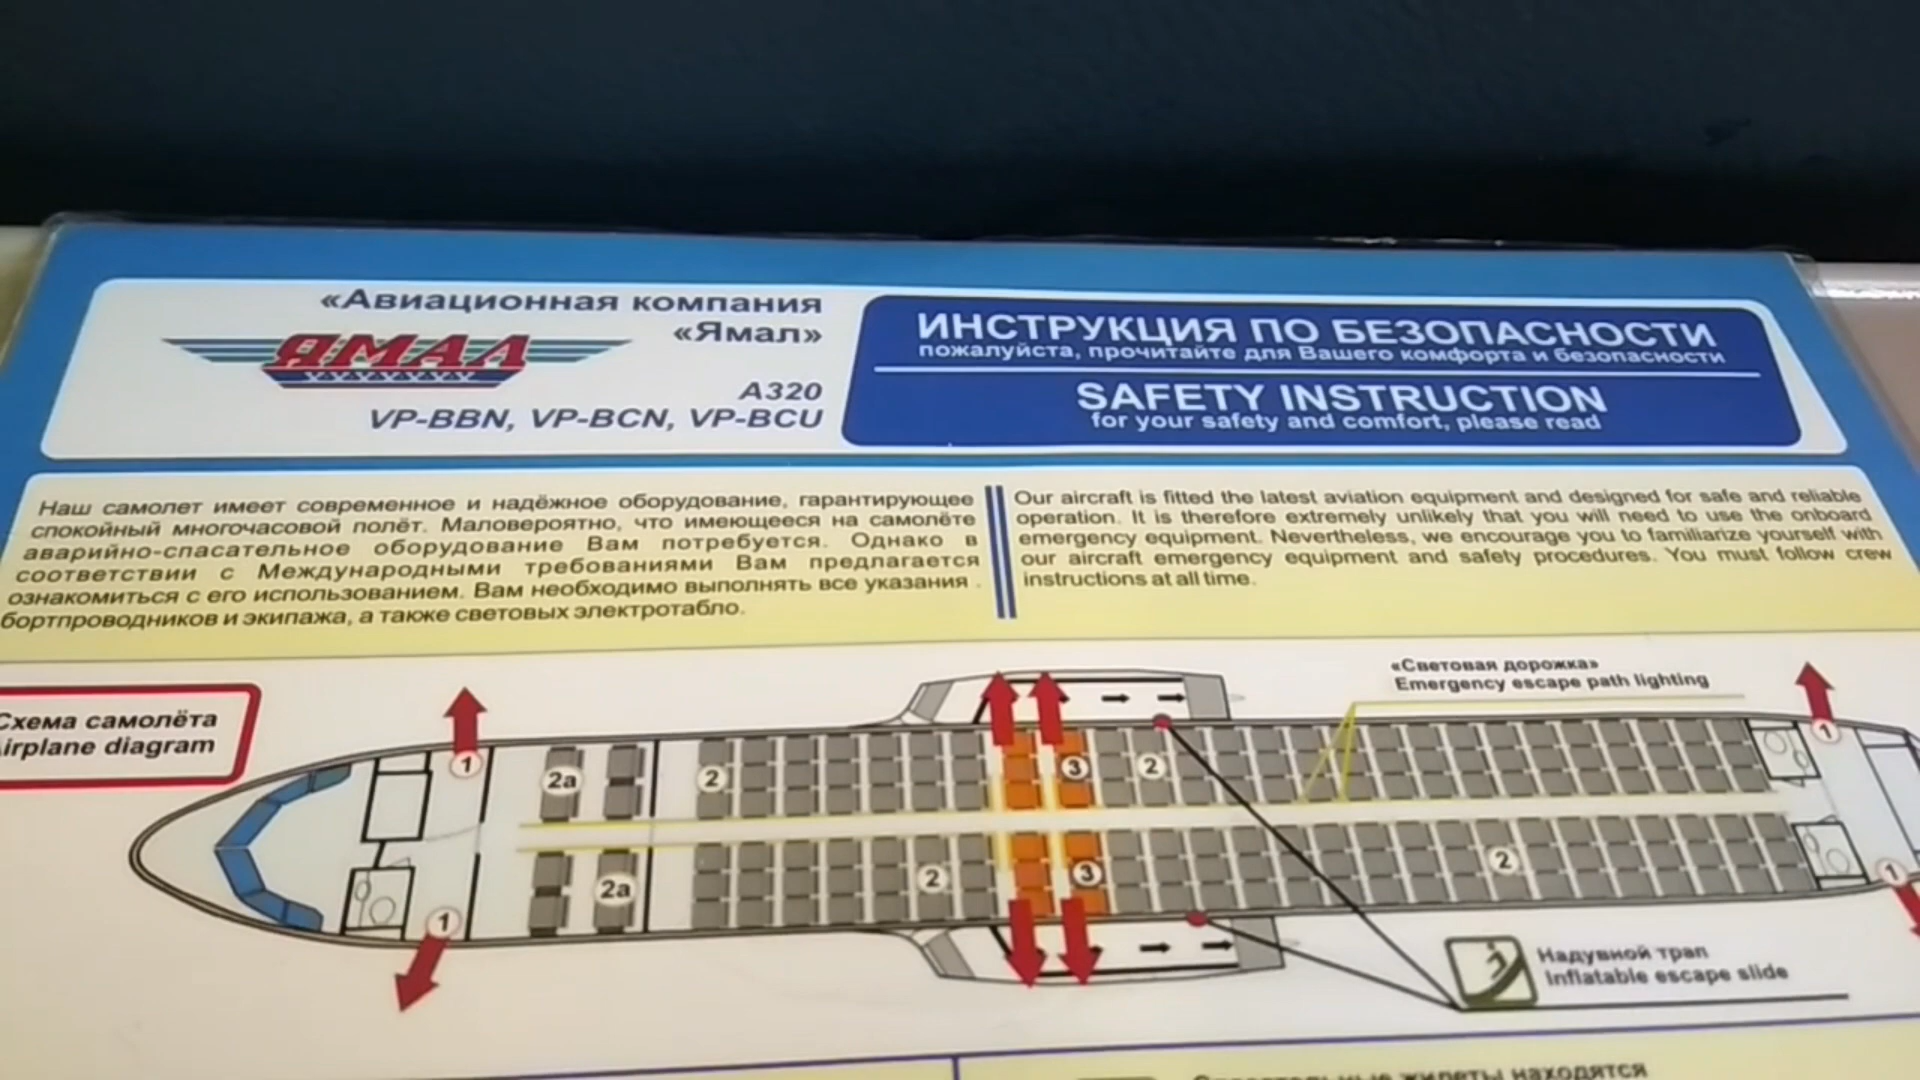 «Авиационная компания
«Ямал»
ЯМАЛ
A320
VP-BBN, VP-BCN, VP-BCU
ИНСТРУКЦИЯ ПО БЕЗОПАСНОСТИ
пожалуйста, прочитайте для Вашего комфорта и безопасности
SAFETY INSTRUCTION
for your safety and comfort, please read
Наш самолет имеет современное и надёжное оборудование, гарантирующее
спокойный многочасовой полёт. Маловероятно, что имеющееся на самолёте
аварийно-спасательное оборудование Вам потребуется. Однако в
соответствии с Международными требованиями Вам предлагается
ознакомиться с его использованием. Вам необходимо выполнять все указания
бортпроводников и экипажа, а также световых электротабло.
Our aircraft is fitted the latest aviation equipment and designed for safe and reliable
operation. It is therefore extremely unlikely that you will need to use the onboard
emergency equipment. Nevertheless, we encourage you to familiarize yourself with
our aircraft emergency equipment and safety procedures. You must follow crew
instructions at all time.
Схема самолёта
irplane diagram
«Световая дорожка»
Emergency escape path lighting
1
1
2a
2
3
2
1
2a
2
3
2
1
Надувной трап
Inflatable escape slide
жилеты находятся